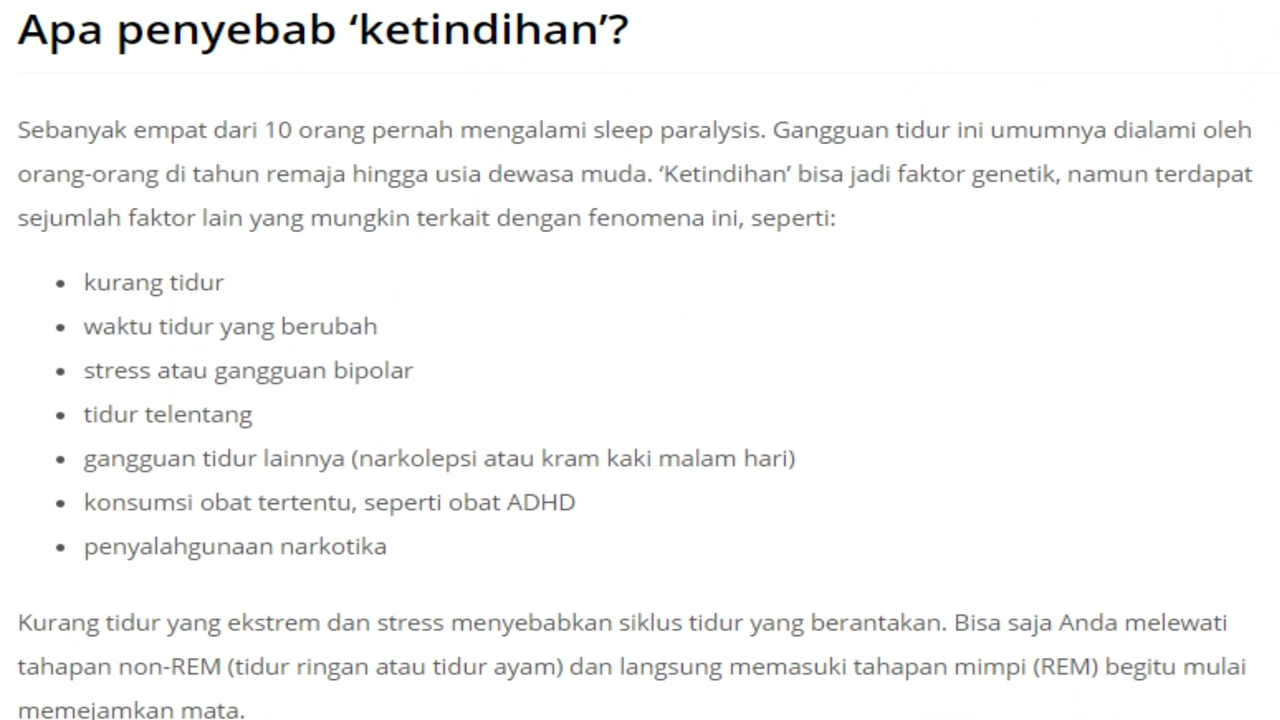 Apa penyebab ‘ketindihan’?
Sebanyak empat dari 10 orang pernah mengalami sleep paralysis. Gangguan tidur ini umumnya dialami oleh
orang-orang di tahun remaja hingga usia dewasa muda. ‘Ketindihan’ bisa jadi faktor genetik, namun terdapat
sejumlah faktor lain yang mungkin terkait dengan fenomena ini, seperti:
• kurang tidur
• waktu tidur yang berubah
• stress atau gangguan bipolar
• tidur telentang
• gangguan tidur lainnya (narkolepsi atau kram kaki malam hari)
• konsumsi obat tertentu, seperti obat ADHD
• penyalahgunaan narkotika
Kurang tidur yang ekstrem dan stress menyebabkan siklus tidur yang berantakan. Bisa saja Anda melewati
tahapan non-REM (tidur ringan atau tidur ayam) dan langsung memasuki tahapan mimpi (REM) begitu mulai
memejamkan mata.